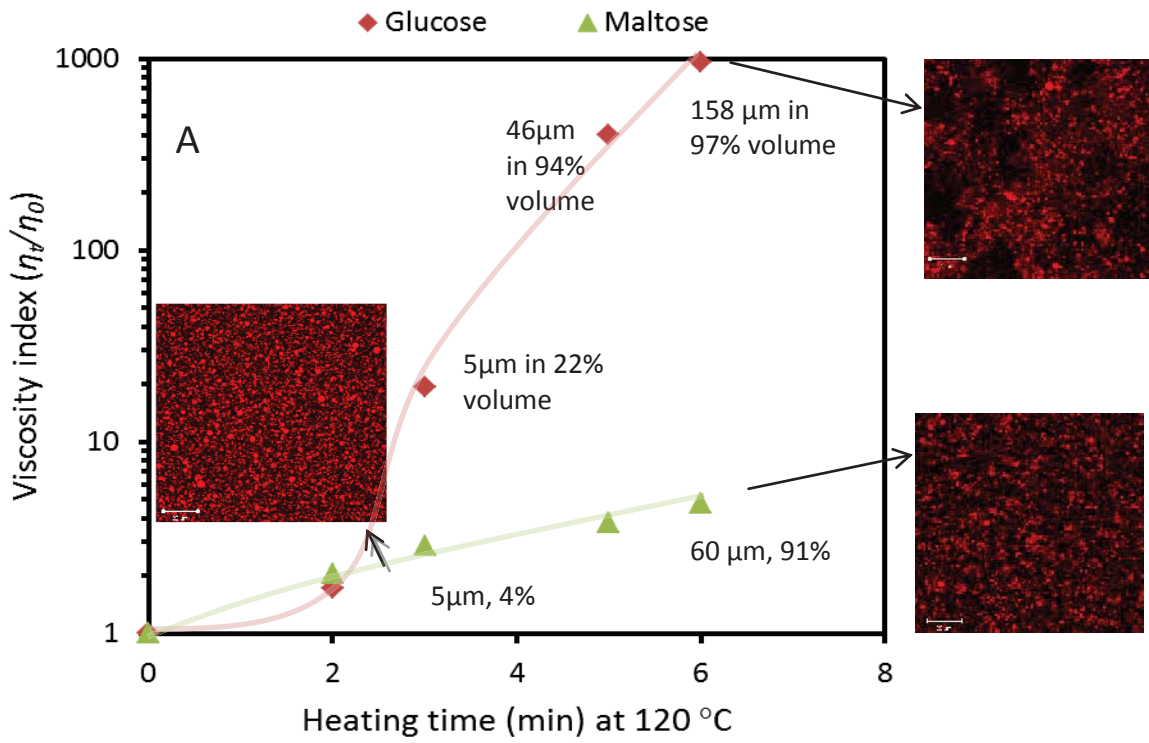 Glucose Maltose
1000
100
10
1
Viscosity index (ηt/η0)
A
46µm
in 94%
volume
158 µm in
97% volume
5µm in 22%
volume
60 µm, 91%
5µm, 4%
0 2 4 6 8
Heating time (min) at 120 °C